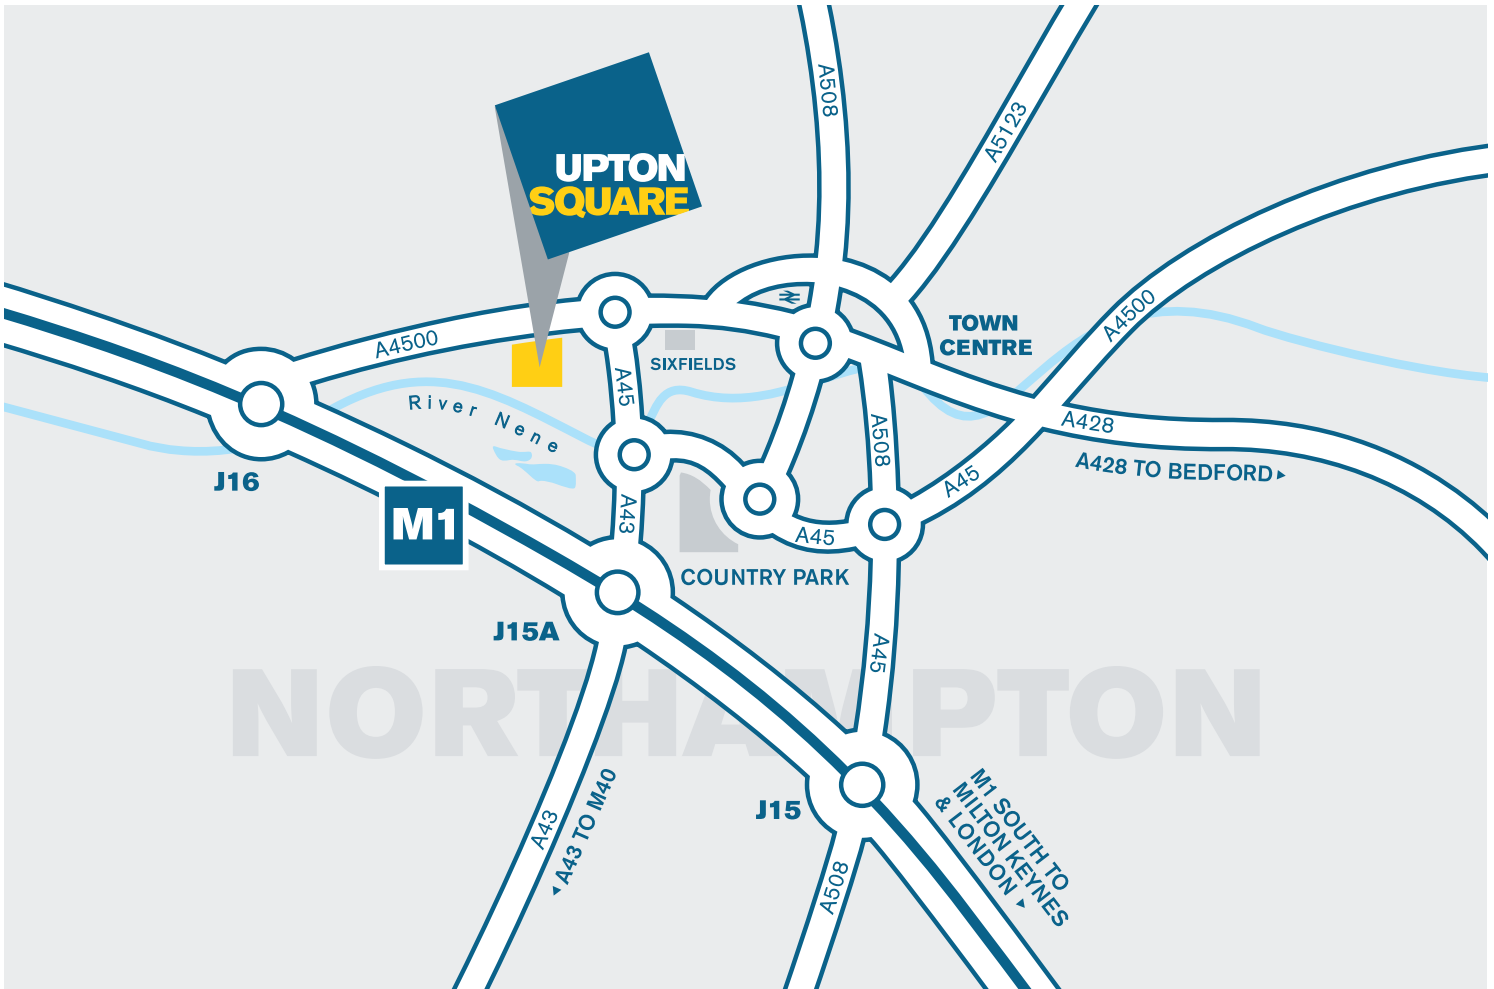 A508
A5123
UPTON
SQUARE
A4500
A4500
TOWN
CENTRE
SIXFIELDS
A45
River Nene
A508
A428
A428 TO BEDFORD
J16
A45
M1
A43
A45
COUNTRY PARK
J15A
A45
NORTHAMPTON
A43
A43 TO M40
J15
M1 SOUTH TO
MILTON KEYNES
& LONDON
A508